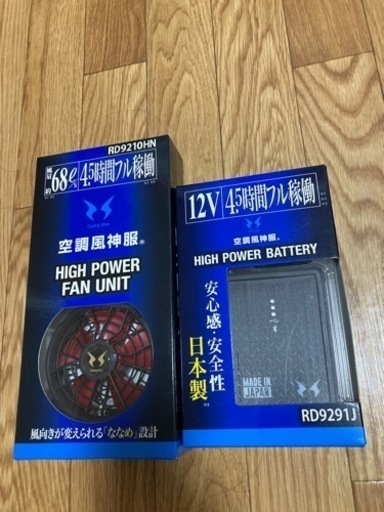 RD9210HN
風量 約 68ℓ/s 4.5時間フル稼働
空調風神服®
HIGH POWER
FAN UNIT
風向きが変えられる「ななめ」設計
12V 4.5時間フル稼働
空調風神服®
HIGH POWER BATTERY
安心感・安全性
日本製
MADE IN
JAPAN
RD9291J